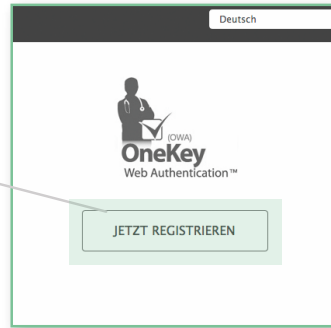 Deutsch
(OWA)
OneKey
Web Authentication™
JETZT REGISTRIEREN